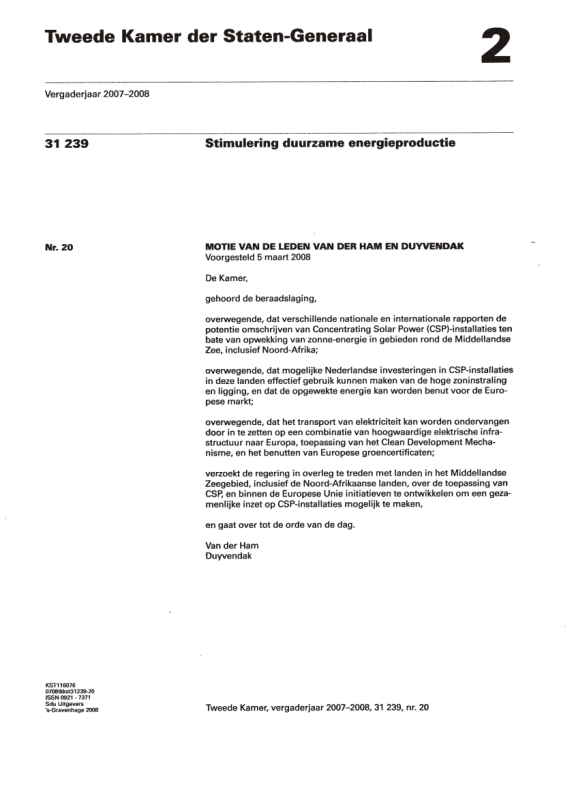 Tweede Kamer der Staten-Generaal
2
Vergaderjaar 2007–2008
31 239
Stimulering duurzame energieproductie
Nr. 20
MOTIE VAN DE LEDEN VAN DER HAM EN DUYVENDAK
Voorgesteld 5 maart 2008
De Kamer,
gehoord de beraadslaging,
overwegende, dat verschillende nationale en internationale rapporten de
potentie omschrijven van Concentrating Solar Power (CSP)-installaties ten
bate van opwekking van zonne-energie in gebieden rond de Middellandse
Zee, inclusief Noord-Afrika;
overwegende, dat mogelijke Nederlandse investeringen in CSP-installaties
in deze landen effectief gebruik kunnen maken van de hoge zoninstraling
en ligging, en dat de opgewekte energie kan worden benut voor de Euro-
pese markt;
overwegende, dat het transport van elektriciteit kan worden ondervangen
door in te zetten op een combinatie van hoogwaardige elektrische infra-
structuur naar Europa, toepassing van het Clean Development Mecha-
nisme, en het benutten van Europese groencertificaten;
verzoekt de regering in overleg te treden met landen in het Middellandse
Zeegebied, inclusief de Noord-Afrikaanse landen, over de toepassing van
CSP, en binnen de Europese Unie initiatieven te ontwikkelen om een geza-
menlijke inzet op CSP-installaties mogelijk te maken,
en gaat over tot de orde van de dag.
Van der Ham
Duyvendak
KST116076
0708tkkst31239-20
ISSN 0921 - 7371
Sdu Uitgevers
's-Gravenhage 2008
Tweede Kamer, vergaderjaar 2007–2008, 31 239, nr. 20